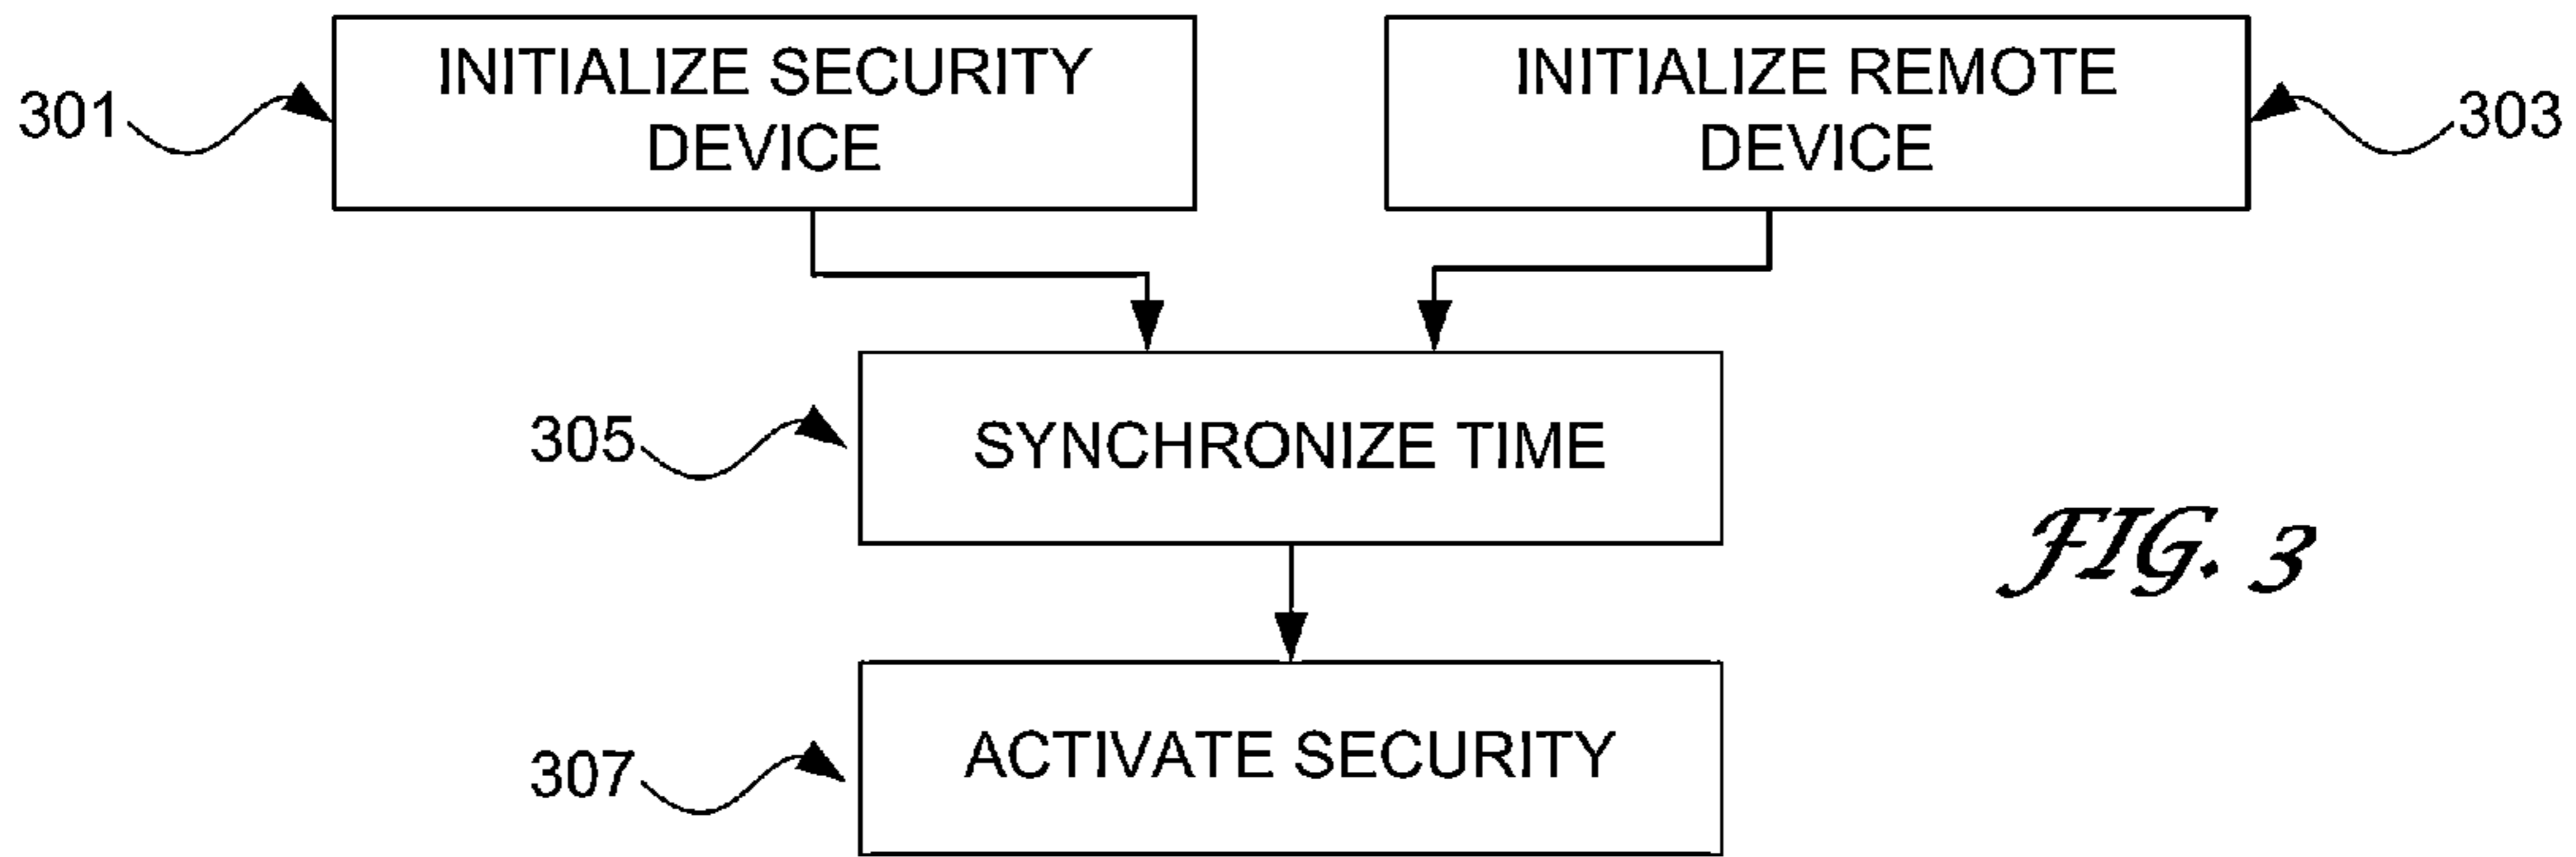 INITIALIZE SECURITY
DEVICE
INITIALIZE REMOTE
DEVICE
301
303
SYNCHRONIZE TIME
305
FIG. 3
ACTIVATE SECURITY
307